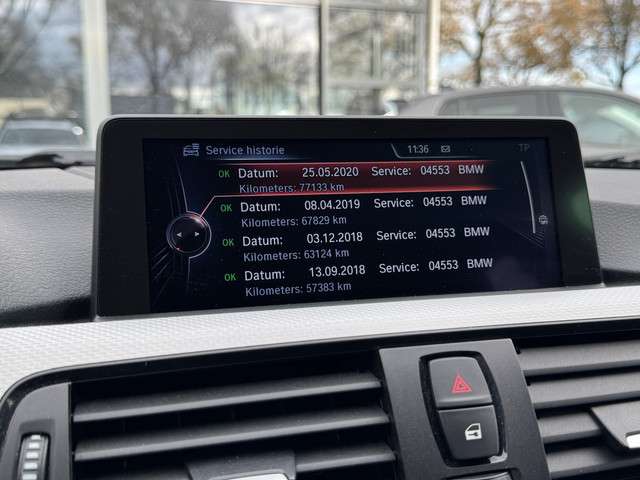 Service historie 11:36 TP
OK Datum: 25.05.2020 Service: 04553 BMW
Kilometers: 77133 km
OK Datum: 08.04.2019 Service: 04553 BMW
Kilometers: 67829 km
OK Datum: 03.12.2018 Service: 04553 BMW
Kilometers: 63124 km
OK Datum: 13.09.2018 Service: 04553 BMW
Kilometers: 57383 km